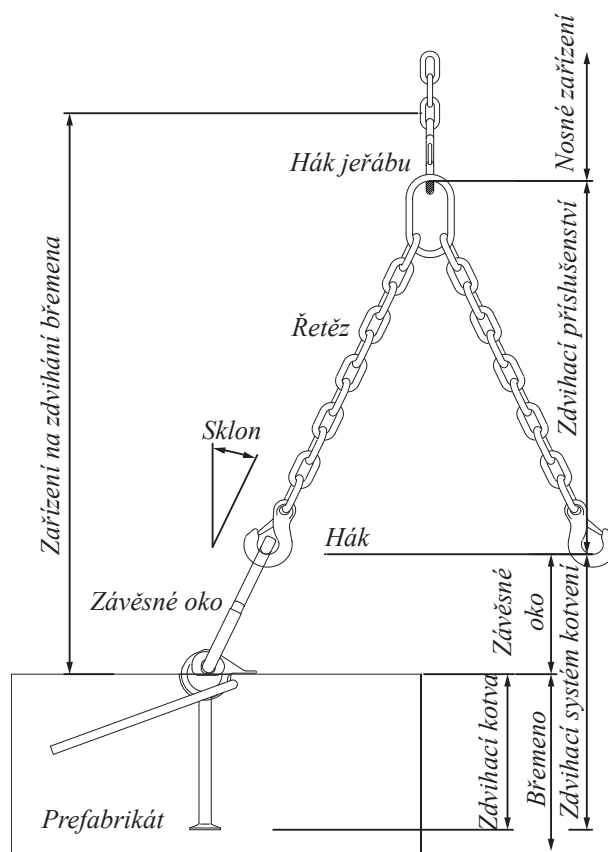 Nosné zařízení
Hák jeřábu
Zařízení na zdvihání břemena
Zdvihací příslušenství
Řetěz
Sklon
Hák
Závěsné oko
Závěsné
oko
Zdvihací systém kotvení
Zdvihací kotva
Břemeno
Prefabrikát